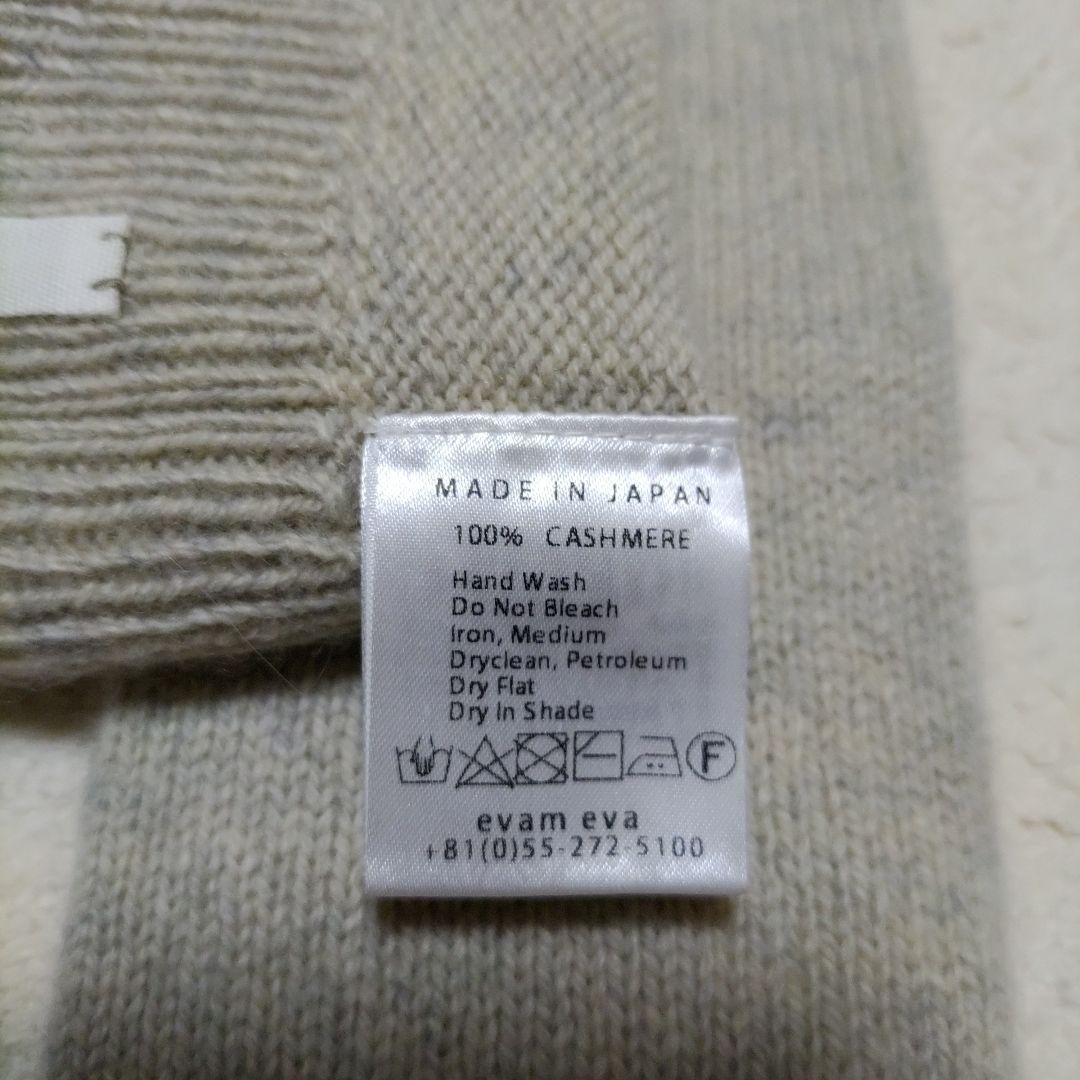 MADE IN JAPAN
100% CASHMERE
Hand Wash
Do Not Bleach
Iron, Medium
Dryclean, Petroleum
Dry Flat
Dry In Shade
F
evam eva
+81(0)55-272-5100